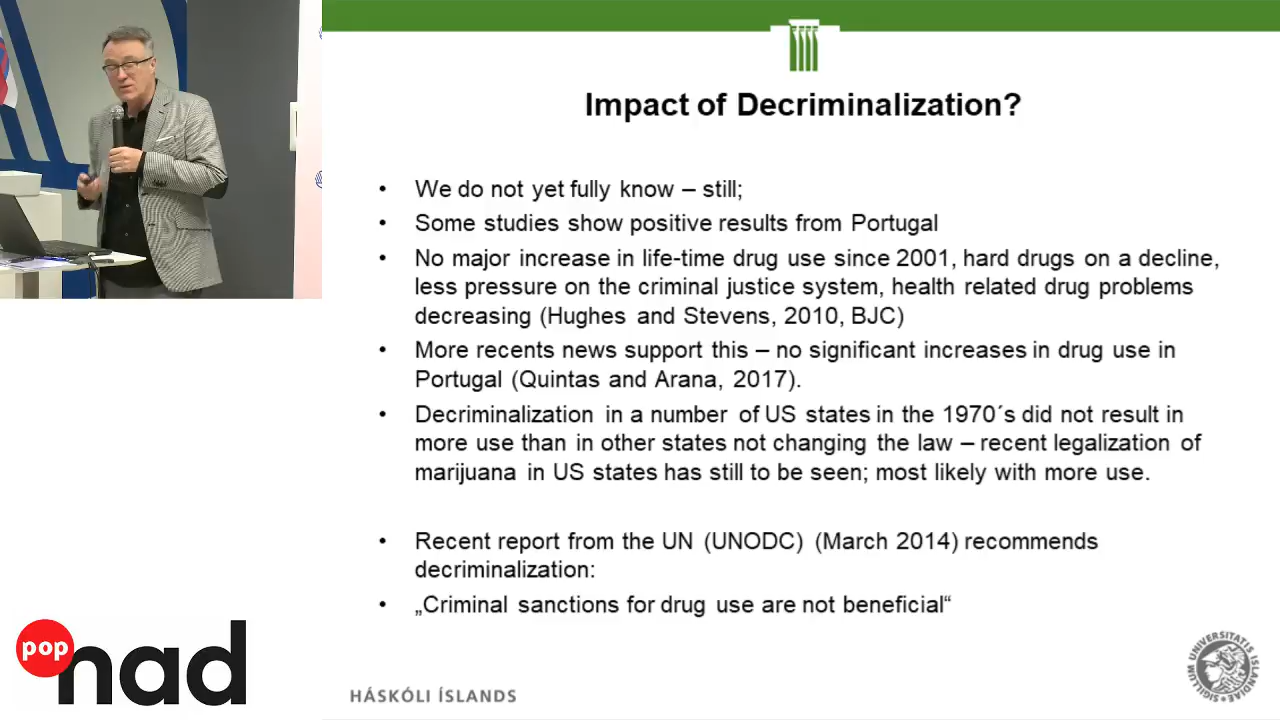 Impact of Decriminalization?
• We do not yet fully know – still;
• Some studies show positive results from Portugal
• No major increase in life-time drug use since 2001, hard drugs on a decline,
less pressure on the criminal justice system, health related drug problems
decreasing (Hughes and Stevens, 2010, BJC)
• More recents news support this – no significant increases in drug use in
Portugal (Quintas and Arana, 2017).
• Decriminalization in a number of US states in the 1970´s did not result in
more use than in other states not changing the law – recent legalization of
marijuana in US states has still to be seen; most likely with more use.
• Recent report from the UN (UNODC) (March 2014) recommends
decriminalization:
• „Criminal sanctions for drug use are not beneficial“
pop
nad
HÁSKÓLI ÍSLANDS
SIGILLUM UNIVERSITATIS ISLANDIAE